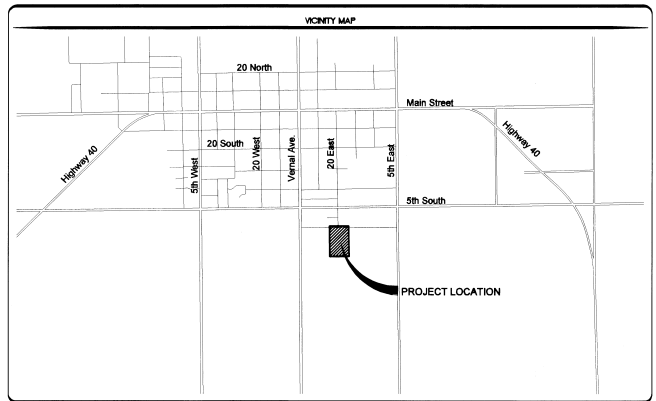 VICINITY MAP
20 North
Main Street
Highway 40
20 South
5th West
20 West
Vernal Ave.
20 East
5th East
Highway 40
5th South
PROJECT LOCATION